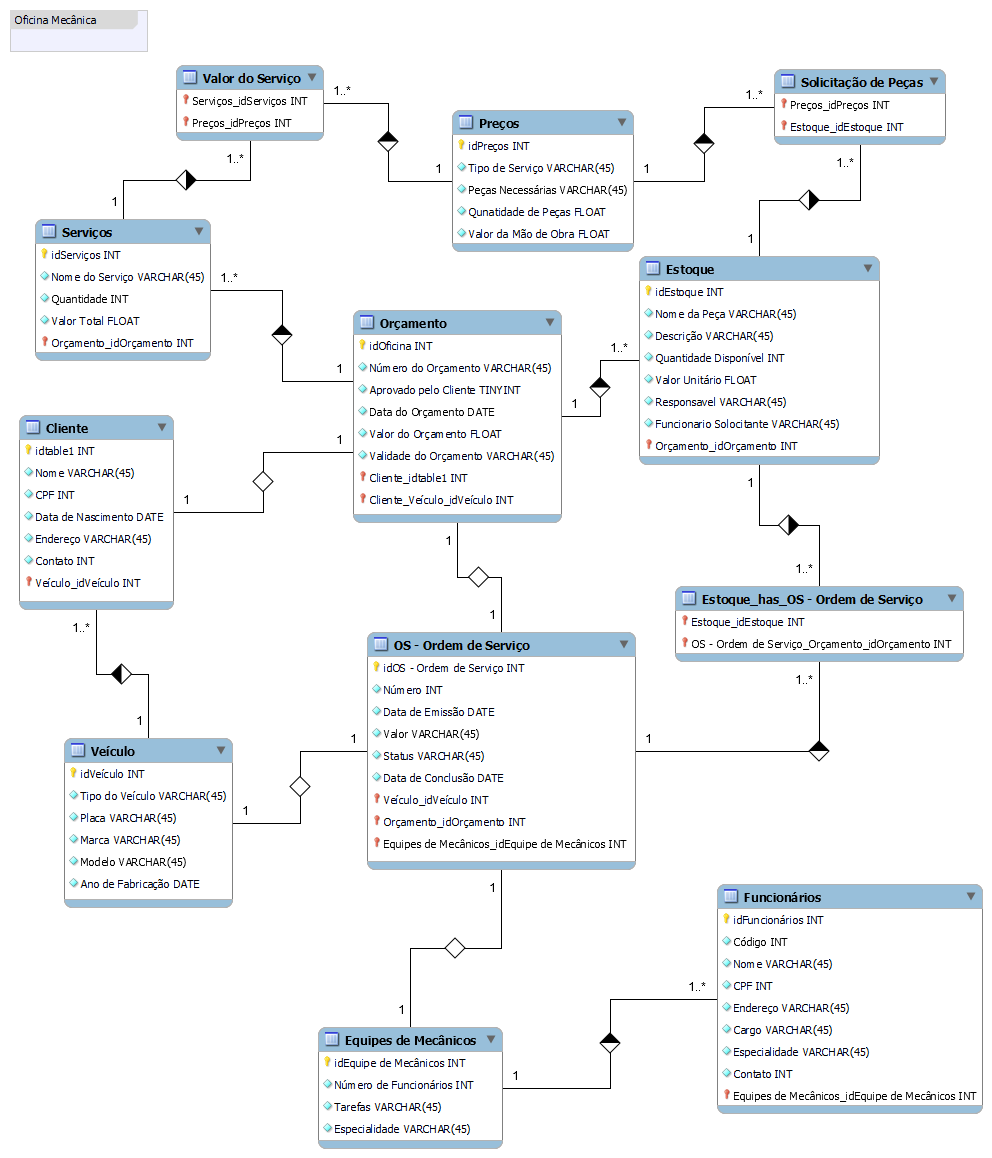 Oficina Mecânica
Valor do Serviço
Serviços_idServiços INT
Preços_idPreços INT
1..*
1..*
1
1
Preços
idPreços INT
Tipo de Serviço VARCHAR(45)
Peças Necessárias VARCHAR(45)
Qunatidade de Peças FLOAT
Valor da Mão de Obra FLOAT
1
1..*
Solicitação de Peças
Preços_idPreços INT
Estoque_idEstoque INT
1..*
1
Serviços
idServiços INT
Nome do Serviço VARCHAR(45)
Quantidade INT
Valor Total FLOAT
Orçamento_idOrçamento INT
1..*
1
Orçamento
idOficina INT
Número do Orçamento VARCHAR(45)
Aprovado pelo Cliente TINYINT
Data do Orçamento DATE
Valor do Orçamento FLOAT
Validade do Orçamento VARCHAR(45)
Cliente_idtable1 INT
Cliente_Veículo_idVeículo INT
1
1..*
Estoque
idEstoque INT
Nome da Peça VARCHAR(45)
Descrição VARCHAR(45)
Quantidade Disponível INT
Valor Unitário FLOAT
Responsavel VARCHAR(45)
Funcionario Solocitante VARCHAR(45)
Orçamento_idOrçamento INT
1
1..*
Cliente
idtable1 INT
Nome VARCHAR(45)
CPF INT
Data de Nascimento DATE
Endereço VARCHAR(45)
Contato INT
Veículo_idVeículo INT
1
1
1..*
1
1
1
Estoque_has_OS - Ordem de Serviço
Estoque_idEstoque INT
OS - Ordem de Serviço_Orçamento_idOrçamento INT
1..*
1
OS - Ordem de Serviço
idOS - Ordem de Serviço INT
Número INT
Data de Emissão DATE
Valor VARCHAR(45)
Status VARCHAR(45)
Data de Conclusão DATE
Veículo_idVeículo INT
Orçamento_idOrçamento INT
Equipes de Mecânicos_idEquipe de Mecânicos INT
1
1
Veículo
idVeículo INT
Tipo do Veículo VARCHAR(45)
Placa VARCHAR(45)
Marca VARCHAR(45)
Modelo VARCHAR(45)
Ano de Fabricação DATE
1
1
Funcionários
idFuncionários INT
Código INT
Nome VARCHAR(45)
CPF INT
Endereço VARCHAR(45)
Cargo VARCHAR(45)
Especialidade VARCHAR(45)
Contato INT
Equipes de Mecânicos_idEquipe de Mecânicos INT
1..*
1
Equipes de Mecânicos
idEquipe de Mecânicos INT
Número de Funcionários INT
Tarefas VARCHAR(45)
Especialidade VARCHAR(45)